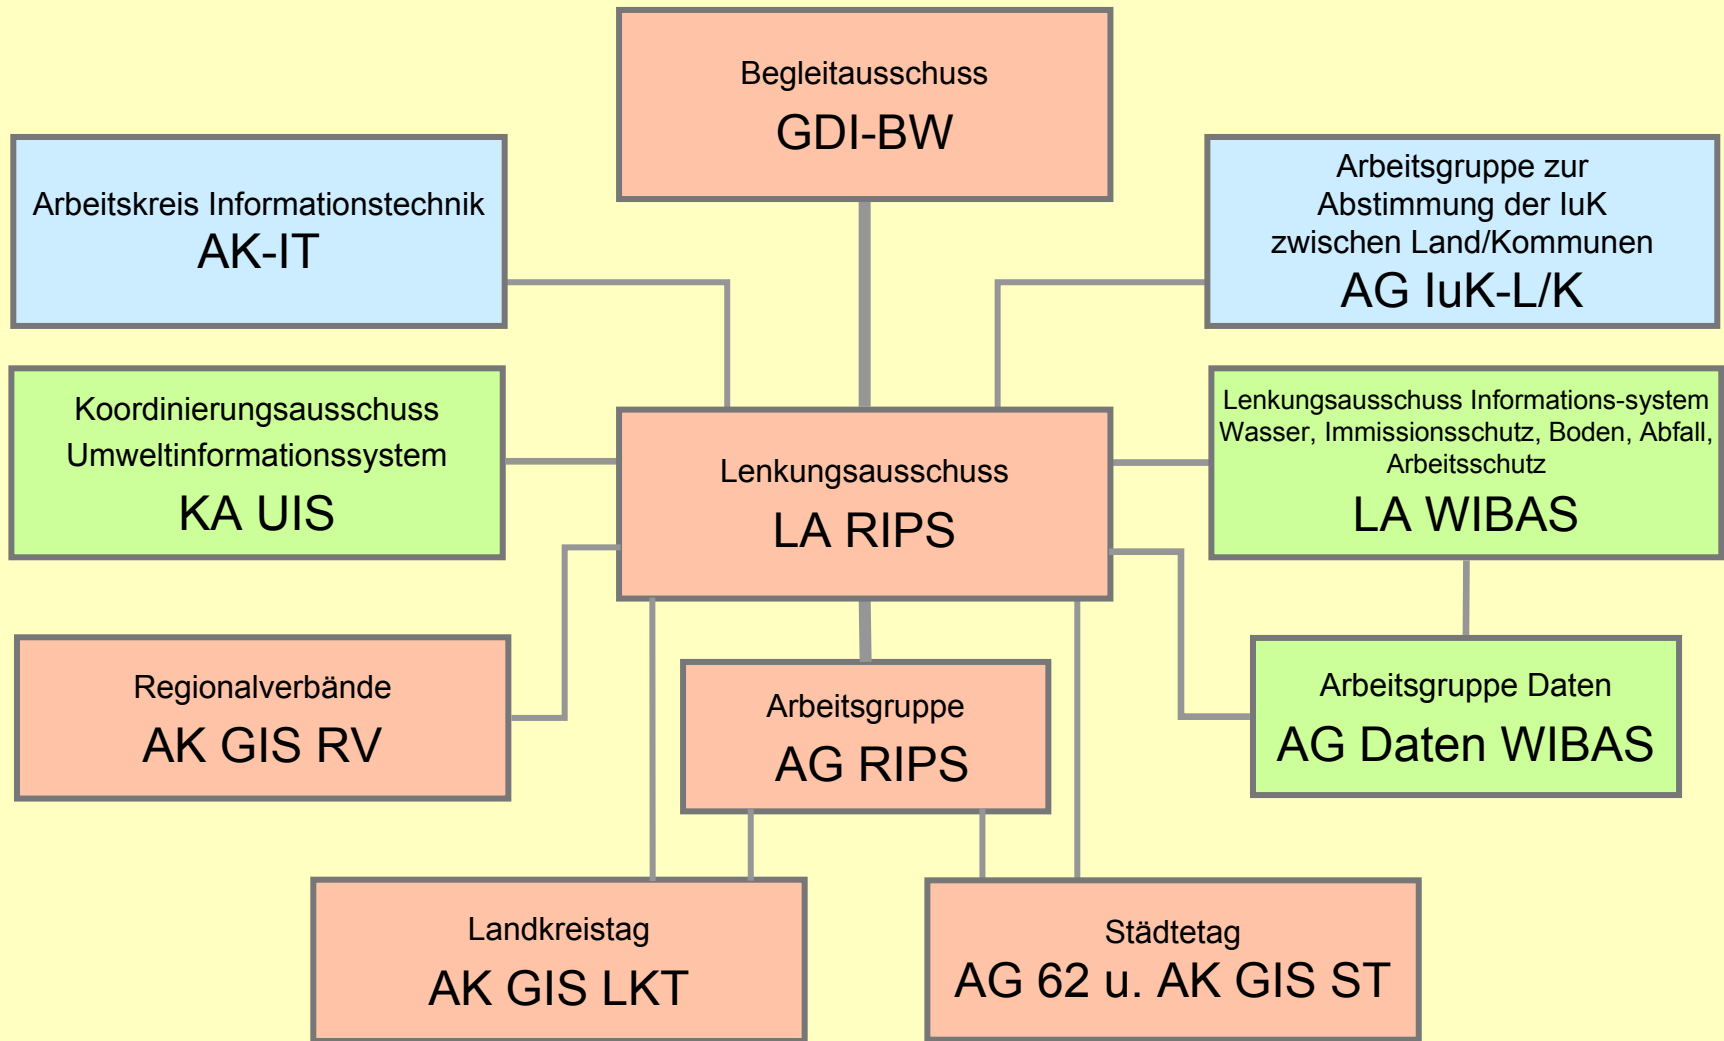 Begleitausschuss
GDI-BW
Arbeitskreis Informationstechnik
AK-IT
Arbeitsgruppe zur
Abstimmung der IuK
zwischen Land/Kommunen
AG IuK-L/K
Koordinierungsausschuss
Umweltinformationssystem
KA UIS
Lenkungsausschuss
LA RIPS
Lenkungsausschuss Informations-system
Wasser, Immissionsschutz, Boden, Abfall,
Arbeitsschutz
LA WIBAS
Regionalverbände
AK GIS RV
Arbeitsgruppe
AG RIPS
Arbeitsgruppe Daten
AG Daten WIBAS
Landkreistag
AK GIS LKT
Städtetag
AG 62 u. AK GIS ST